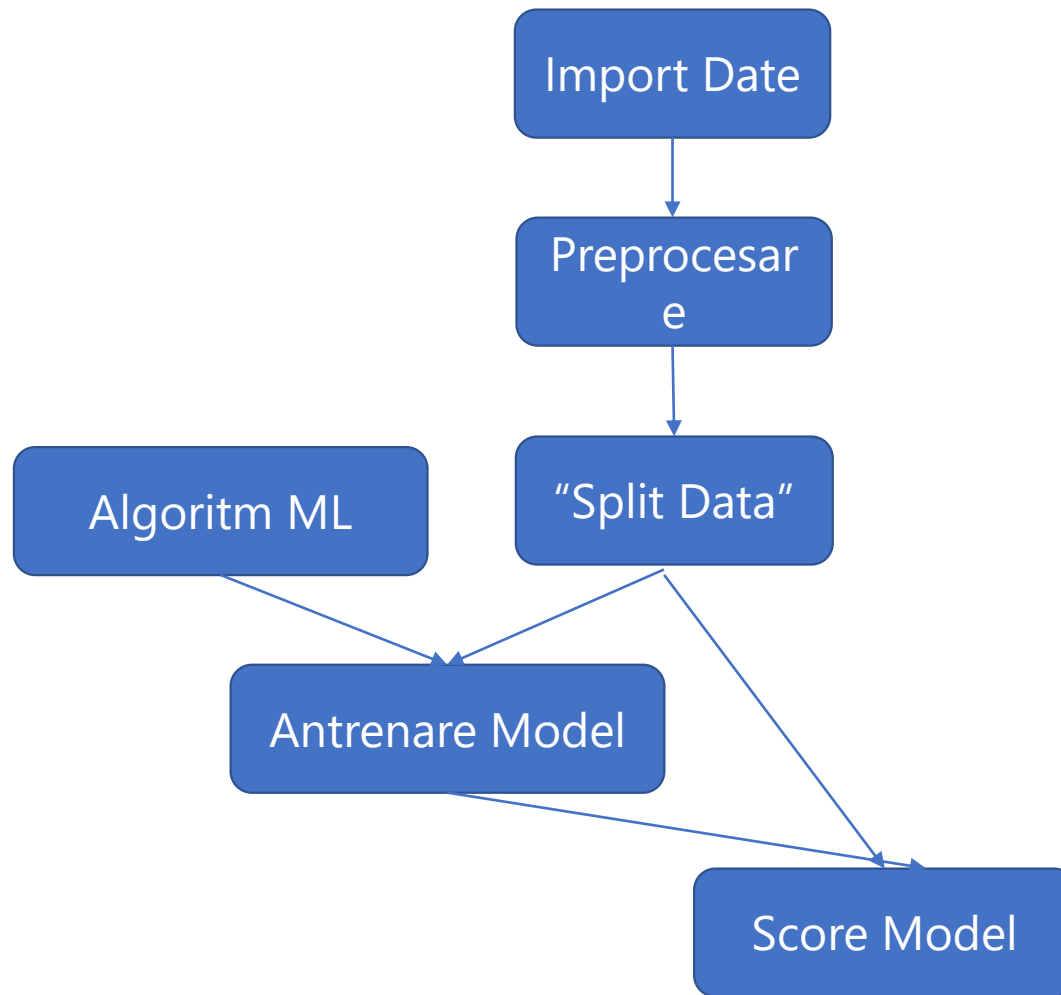 Import Date
Preprocesar
e
Algoritm ML
“Split Data”
Antrenare Model
Score Model